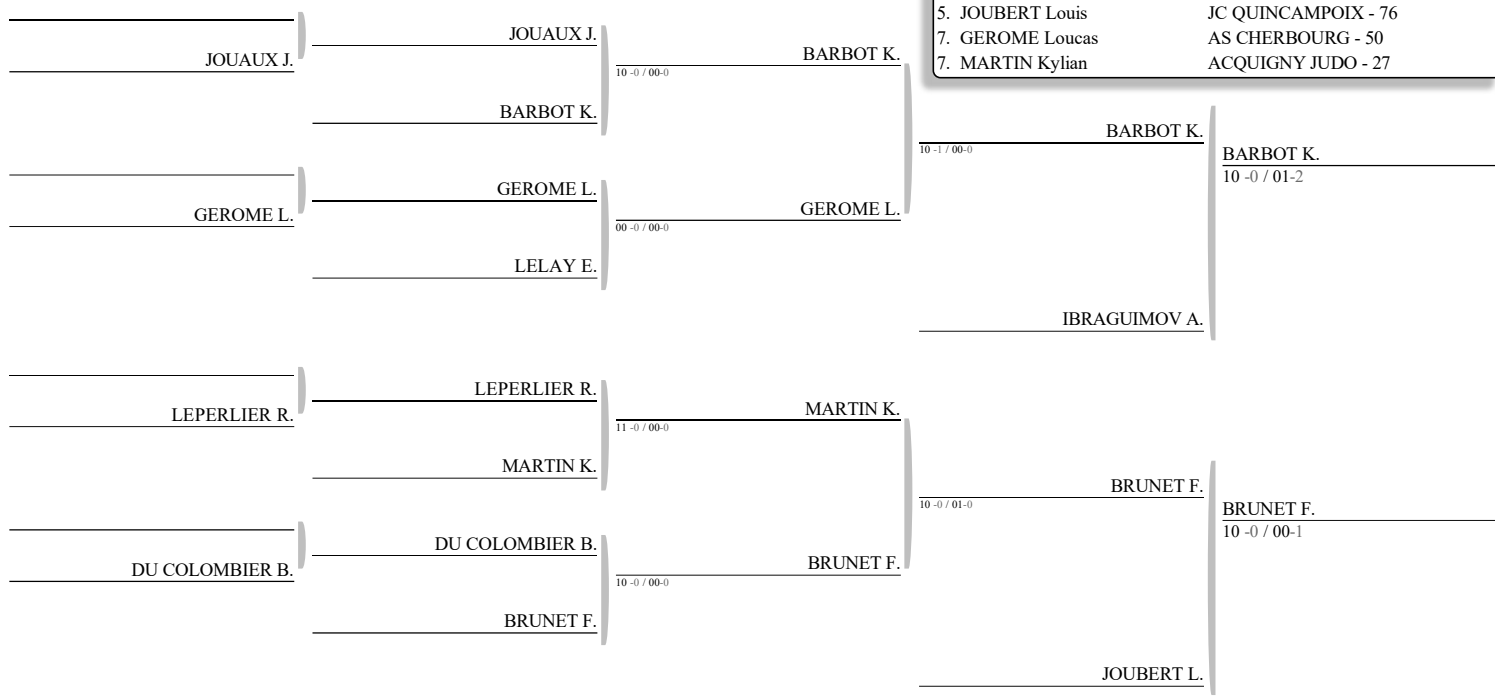 5. JOUBERT Louis JC QUINCAMPOIX - 76
7. GEROME Loucas AS CHERBOURG - 50
7. MARTIN Kylian ACQUIGNY JUDO - 27
JOUAUX J.
GEROME L.
LEPERLIER R.
DU COLOMBIER B.
JOUAUX J.
BARBOT K.
GEROME L.
LELAY E.
LEPERLIER R.
MARTIN K.
DU COLOMBIER B.
BRUNET F.
BARBOT K.
10 -0 / 00-0
GEROME L.
00 -0 / 00-0
MARTIN K.
11 -0 / 00-0
BRUNET F.
10 -0 / 00-0
BARBOT K.
10 -1 / 00-0
IBRAGUIMOV A.
BRUNET F.
10 -0 / 01-0
JOUBERT L.
BARBOT K.
10 -0 / 01-2
BRUNET F.
10 -0 / 00-1